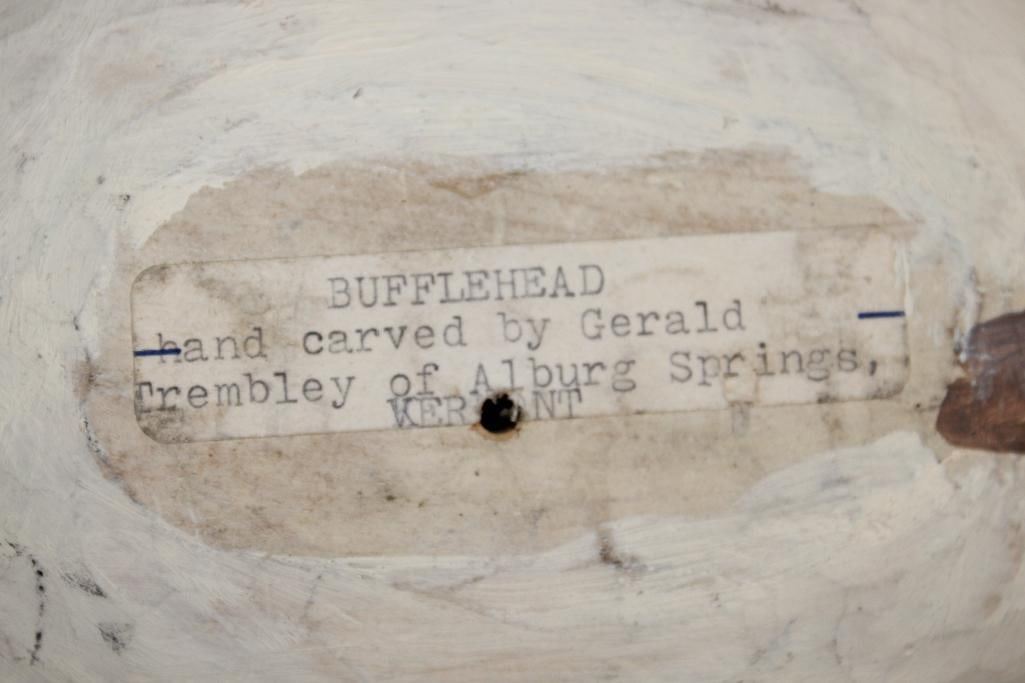 BUFFLEHEAD
hand carved by Gerald
Trembley of Alburg Springs,